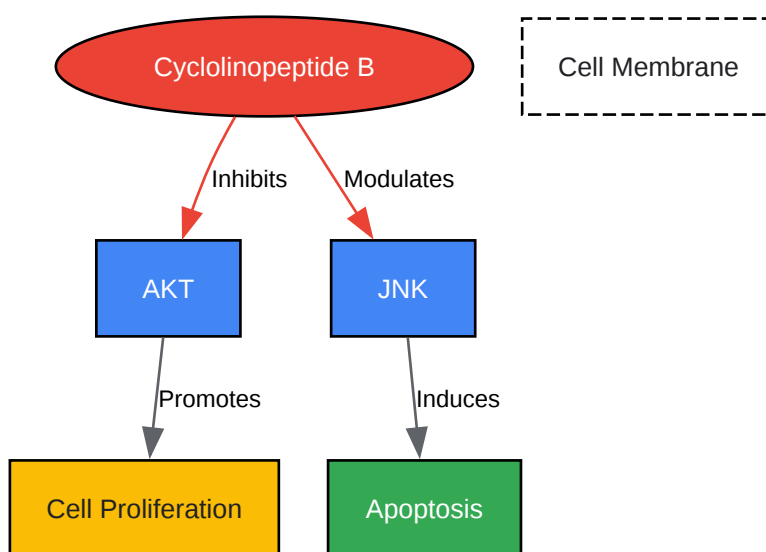 Cyclolinopeptide B
Cell Membrane
Inhibits
Modulates
AKT
JNK
Promotes
Induces
Cell Proliferation
Apoptosis